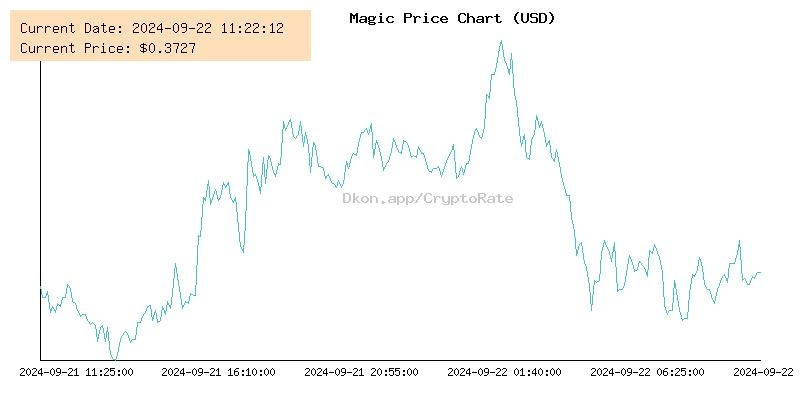 Magic Price Chart (USD)
Current Date: 2024-09-22 11:22:12
Current Price: $0.3727
Dkon.app/CryptoRate
2024-09-21 11:25:00 2024-09-21 16:10:00 2024-09-21 20:55:00 2024-09-22 01:40:00 2024-09-22 06:25:00 2024-09-22